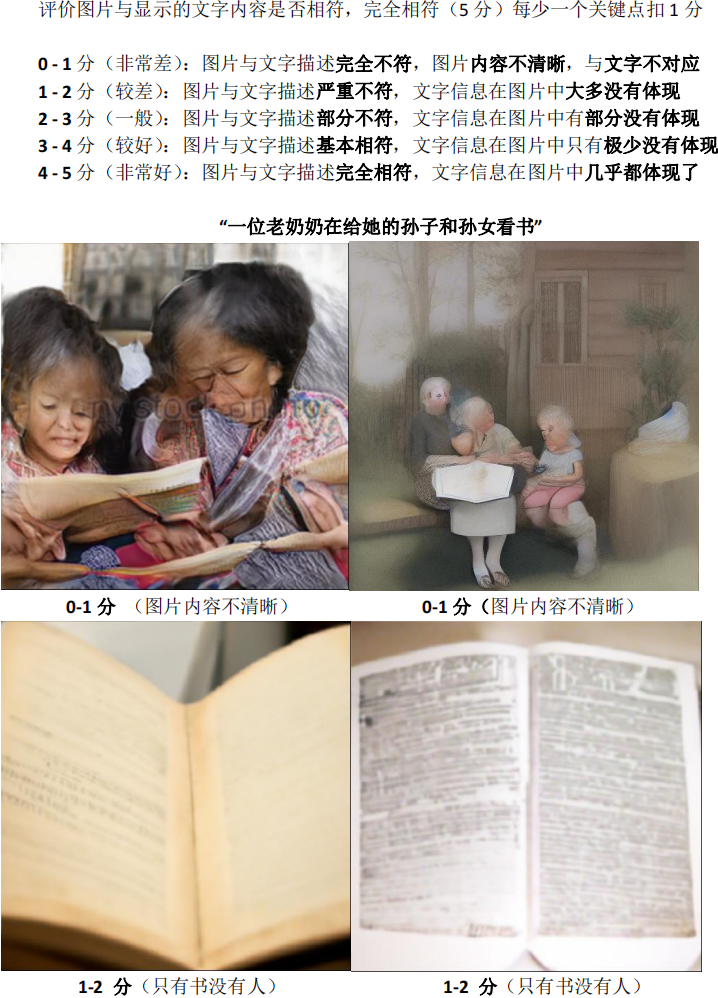 评价图片与显示的文字内容是否相符，完全相符（5 分）每少一个关键点扣 1 分
0 - 1 分（非常差）：图片与文字描述完全不符，图片内容不清晰，与文字不对应
1 - 2 分（较差）：图片与文字描述严重不符，文字信息在图片中大多没有体现
2 - 3 分（一般）：图片与文字描述部分不符，文字信息在图片中有部分没有体现
3 - 4 分（较好）：图片与文字描述基本相符，文字信息在图片中只有极少没有体现
4 - 5 分（非常好）：图片与文字描述完全相符，文字信息在图片中几乎都体现了
“一位老奶奶在给她的孙子和孙女看书”
0-1 分 （图片内容不清晰）
0-1 分（图片内容不清晰）
1-2 分（只有书没有人）
1-2 分（只有书没有人）